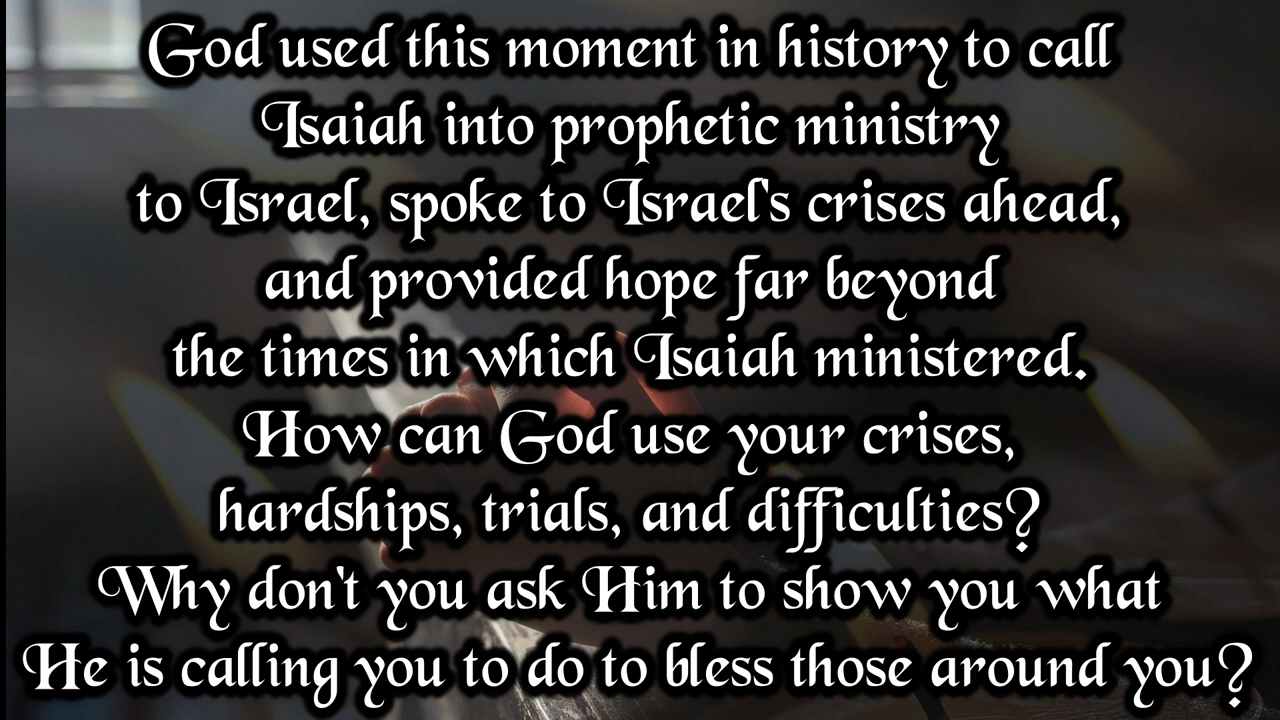 God used this moment in history to call
Isaiah into prophetic ministry
to Israel, spoke to Israel's crises ahead,
and provided hope far beyond
the times in which Isaiah ministered.
How can God use your crises,
hardships, trials, and difficulties?
Why don't you ask Him to show you what
He is calling you to do to bless those around you?